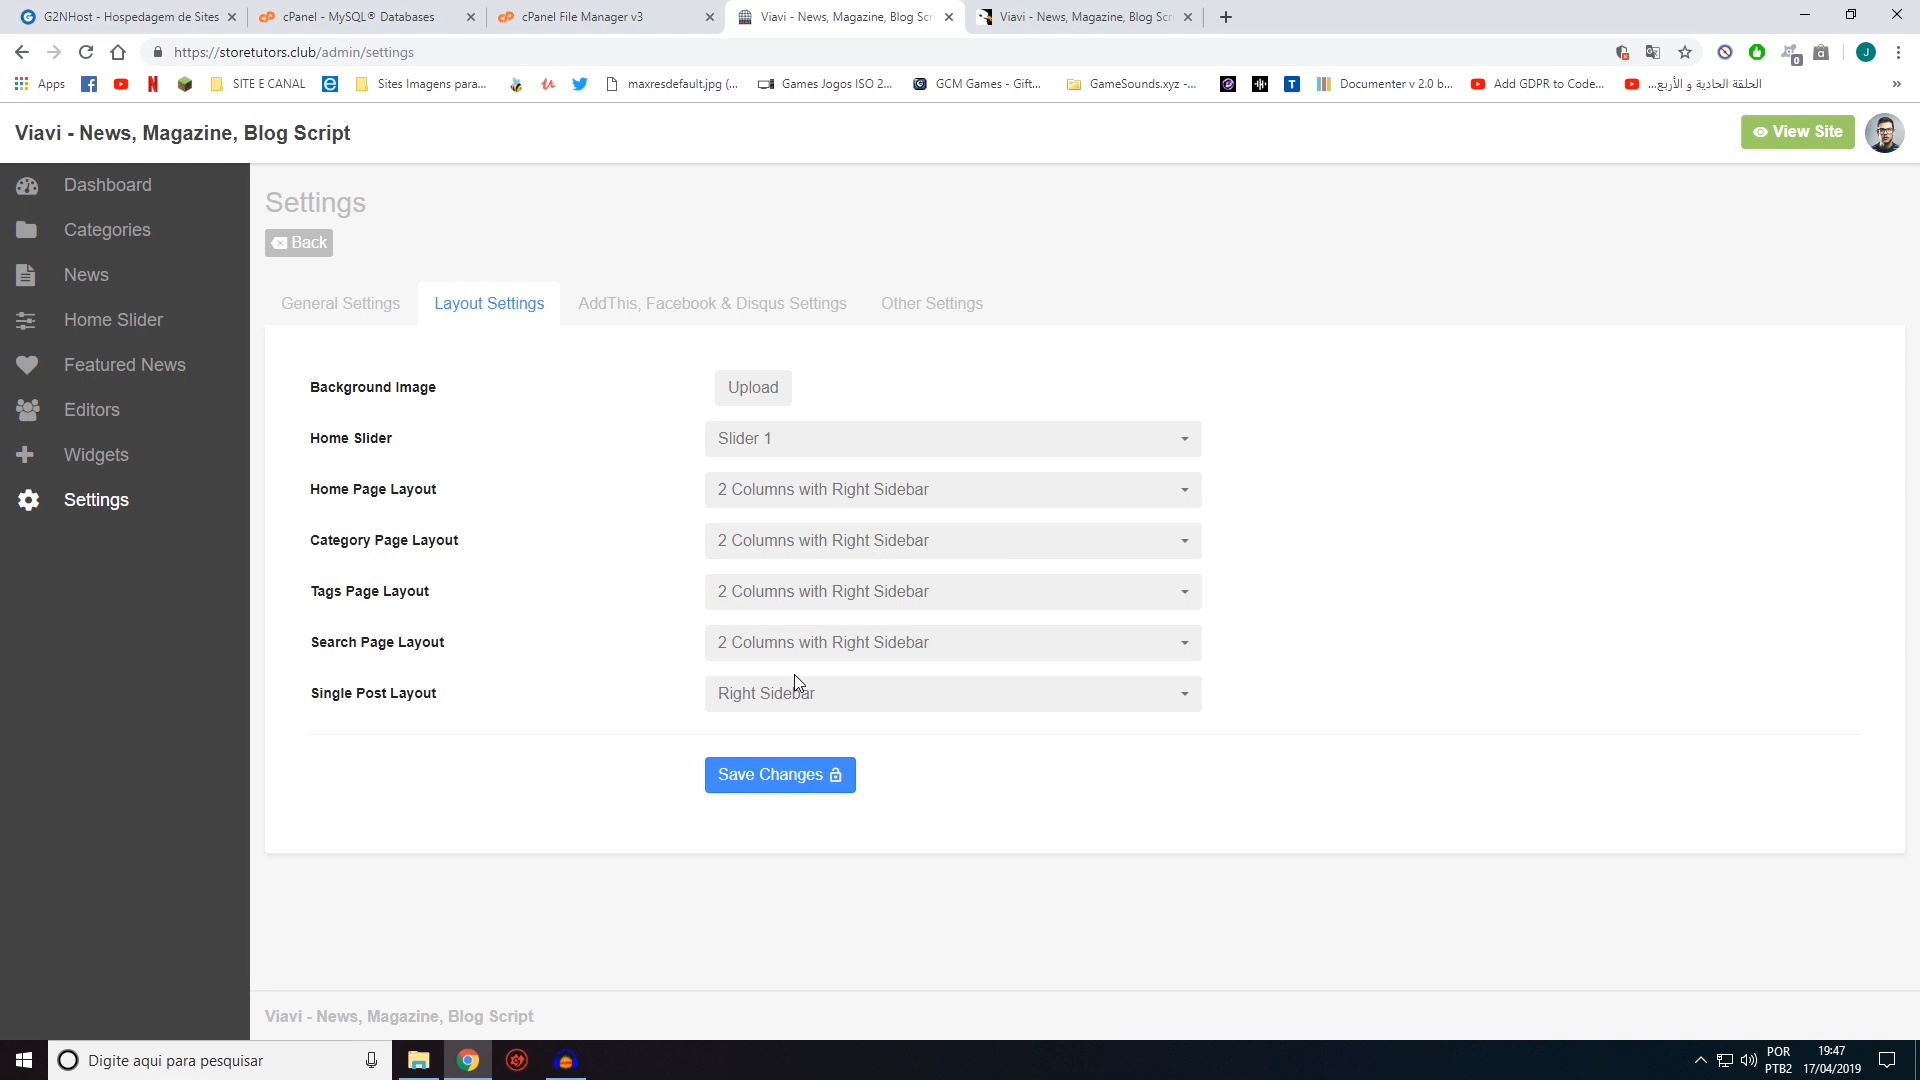 G2NHost - Hospedagem de Sites
cPanel - MySQL® Databases
cPanel File Manager v3
Viavi - News, Magazine, Blog Scr
Viavi - News, Magazine, Blog Scr
https://storetutors.club/admin/settings
Apps
SITE E CANAL
Sites Imagens para...
maxresdefault.jpg (...
Games Jogos ISO 2...
GCM Games - Gift...
GameSounds.xyz -...
Documenter v 2.0 b...
Add GDPR to Code...
الحلقة الحادية و الأربع...
Viavi - News, Magazine, Blog Script
View Site
Dashboard
Categories
News
Home Slider
Featured News
Editors
Widgets
Settings
Settings
Back
General Settings
Layout Settings
AddThis, Facebook & Disqus Settings
Other Settings
Background Image
Upload
Home Slider
Slider 1
Home Page Layout
2 Columns with Right Sidebar
Category Page Layout
2 Columns with Right Sidebar
Tags Page Layout
2 Columns with Right Sidebar
Search Page Layout
2 Columns with Right Sidebar
Single Post Layout
Right Sidebar
Save Changes
Viavi - News, Magazine, Blog Script
Digite aqui para pesquisar
POR
PTB2
19:47
17/04/2019